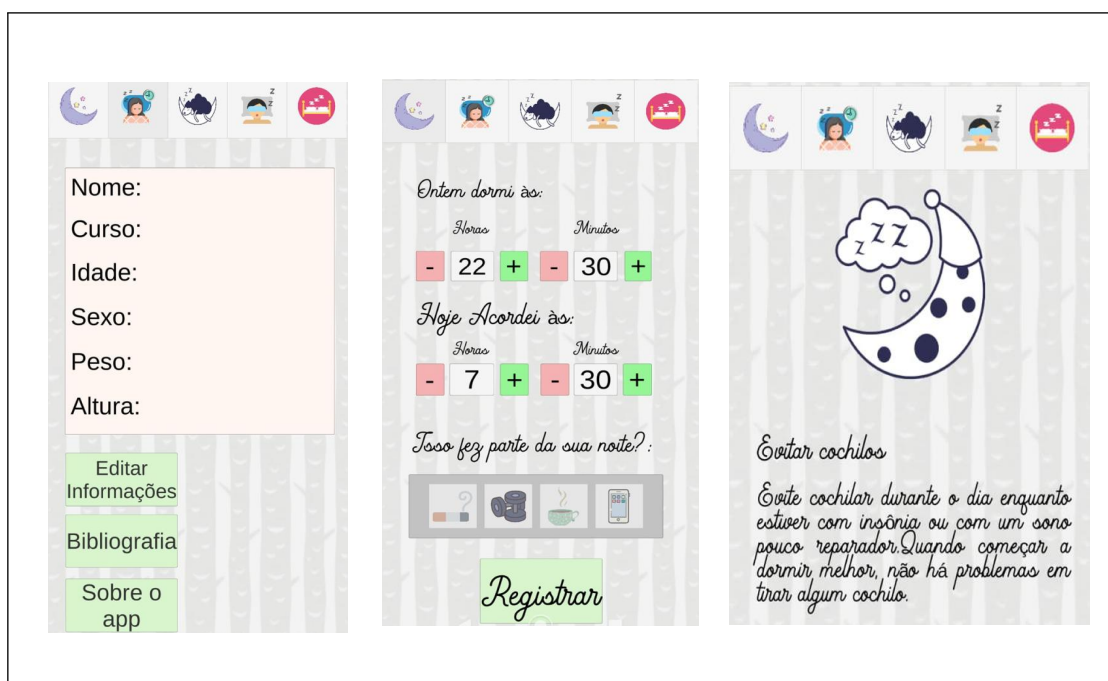 Nome:
Curso:
Idade:
Sexo:
Peso:
Altura:
Editar
Informações
Bibliografia
Sobre o
app
Ontem dormi às:
Horas Minutos
- 22 + - 30 +
Hoje Acordei às:
Horas Minutos
- 7 + - 30 +
Isso fez parte da sua noite? :
Registrar
z z Z
Evitar cochilos
Evite cochilar durante o dia enquanto
estiver com insônia ou com um sono
pouco reparador.Quando começar a
dormir melhor, não há problemas em
tirar algum cochilo.